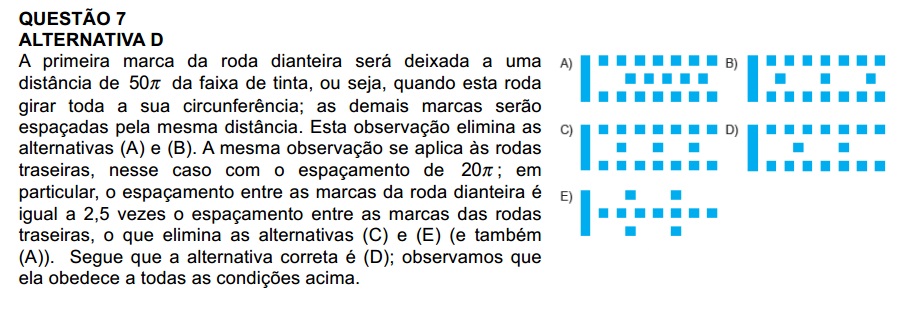 QUESTÃO 7
ALTERNATIVA D
A primeira marca da roda dianteira será deixada a uma
distância de 50π da faixa de tinta, ou seja, quando esta roda
girar toda a sua circunferência; as demais marcas serão
espaçadas pela mesma distância. Esta observação elimina as
alternativas (A) e (B). A mesma observação se aplica às rodas
traseiras, nesse caso com o espaçamento de 20π; em
particular, o espaçamento entre as marcas da roda dianteira é
igual a 2,5 vezes o espaçamento entre as marcas das rodas
traseiras, o que elimina as alternativas (C) e (E) (e também
(A)). Segue que a alternativa correta é (D); observamos que
ela obedece a todas as condições acima.
A)
B)
C)
D)
E)